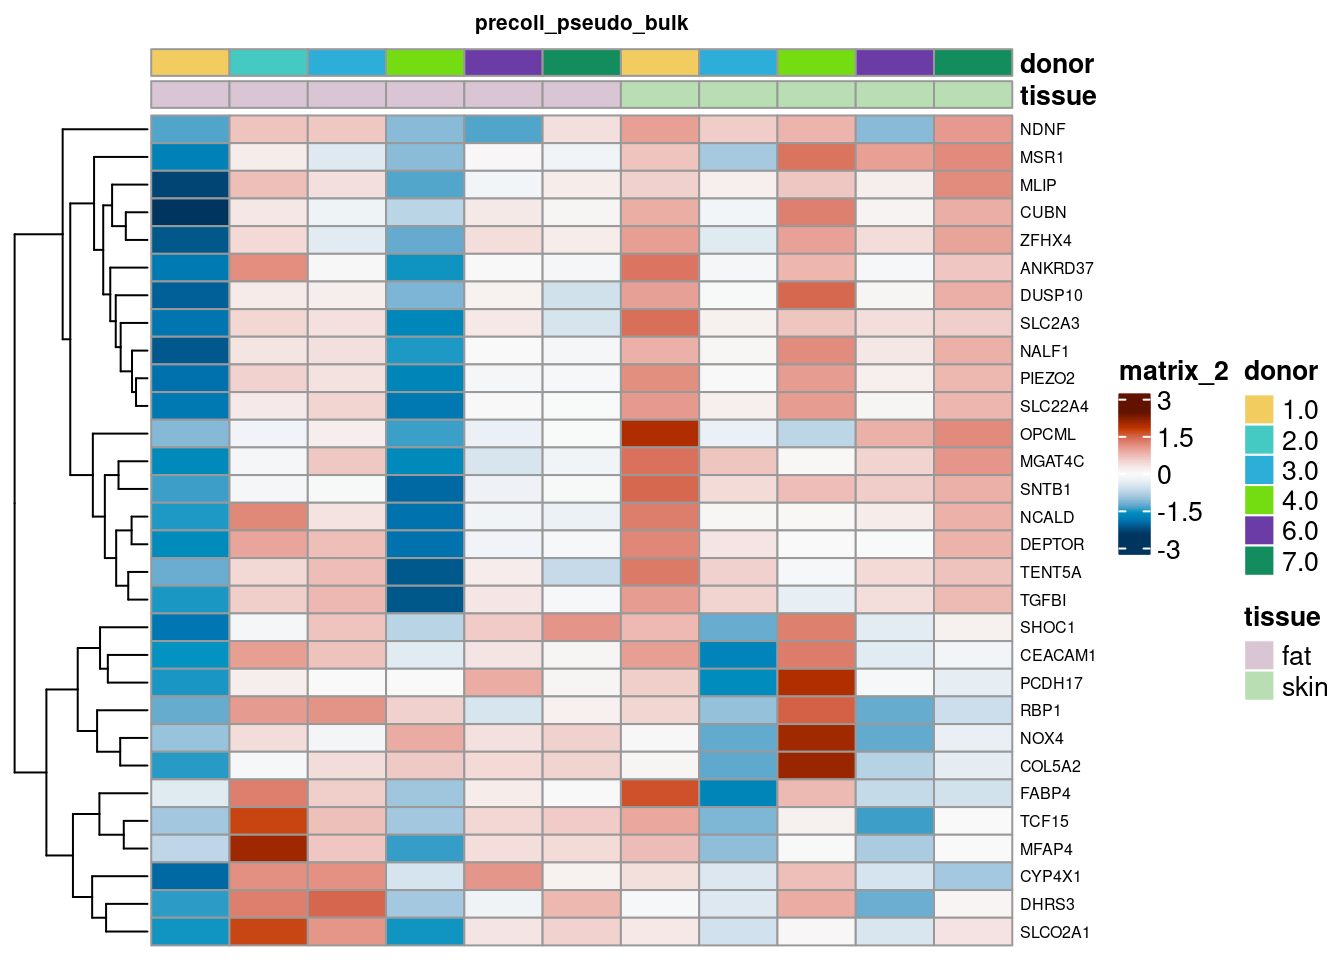 precoll_pseudo_bulk
donor
tissue
NDNF
MSR1
MLIP
CUBN
ZFHX4
ANKRD37
DUSP10
SLC2A3
NALF1
PIEZO2
SLC22A4
OPCML
MGAT4C
SNTB1
NCALD
DEPTOR
TENT5A
TGFBI
SHOC1
CEACAM1
PCDH17
RBP1
NOX4
COL5A2
FABP4
TCF15
MFAP4
CYP4X1
DHRS3
SLCO2A1
matrix_2
3
1.5
0
-1.5
-3
donor
1.0
2.0
3.0
4.0
6.0
7.0
tissue
fat
skin